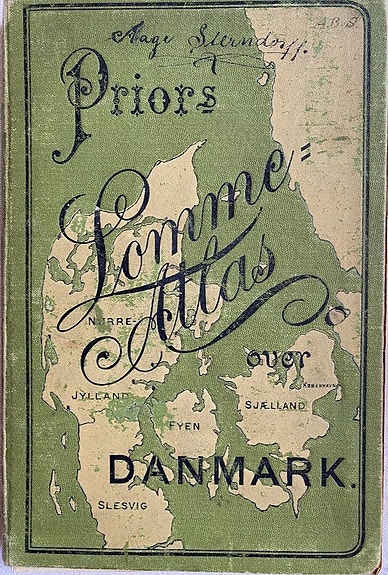 A.B.S.
Aage Sterndorff.
Priors
Lomme=
Atlas
over
NØRRE-
KØBENHAVN
JYLLAND
SJÆLLAND
FYEN
DANMARK.
SLESVIG